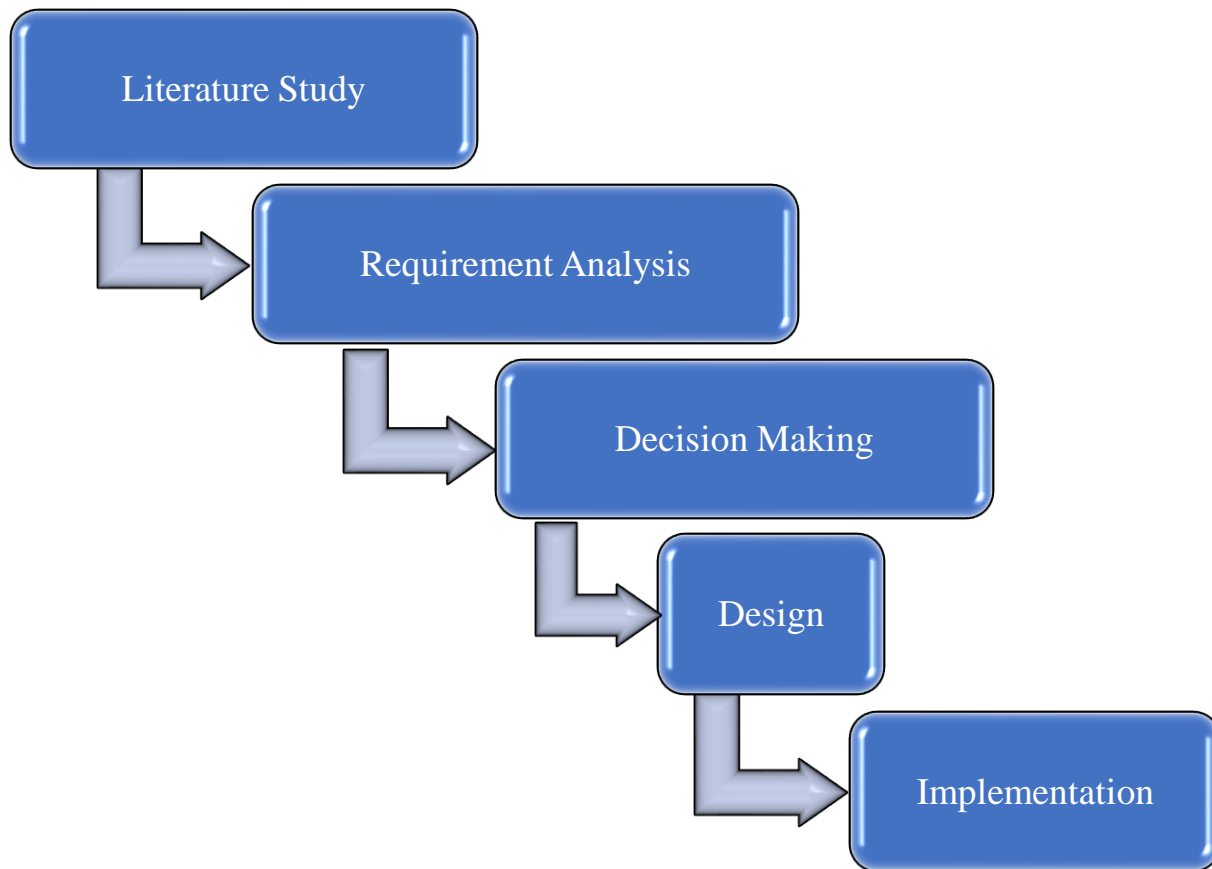 Literature Study
Requirement Analysis
Decision Making
Design
Implementation